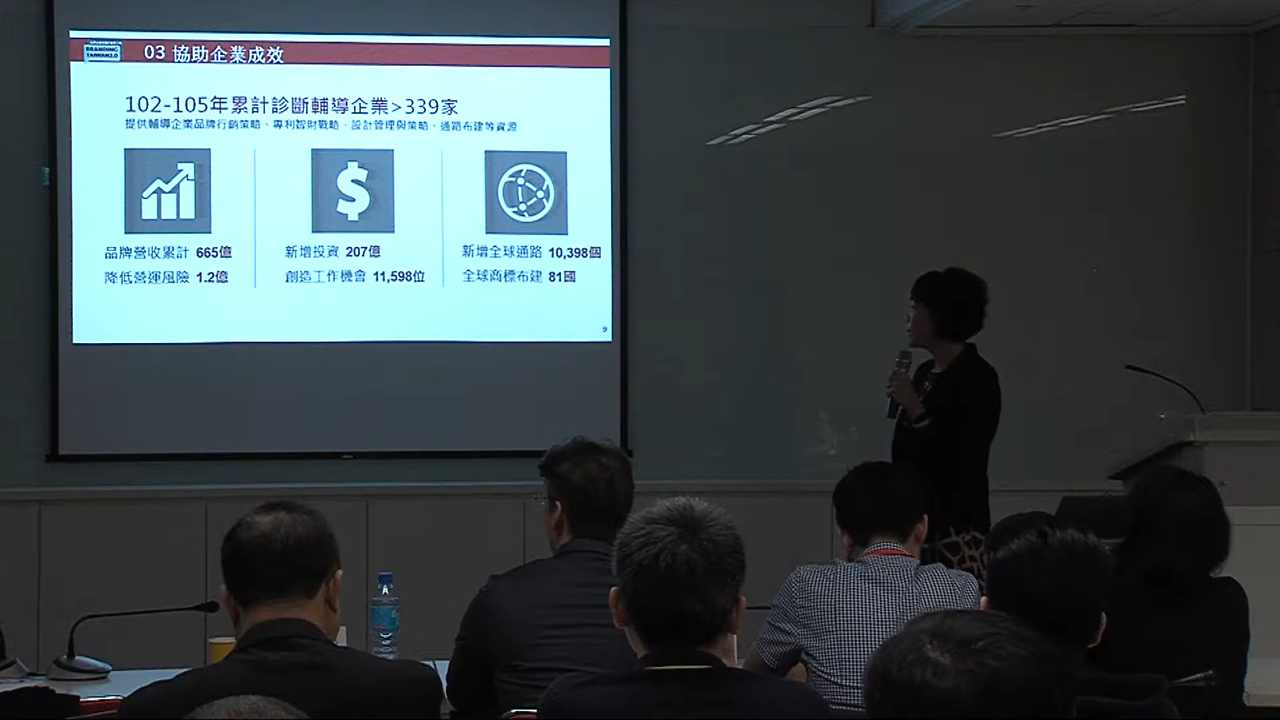 BRANDING
TAIWAN2.0
03 協助企業成效
102-105年累計診斷輔導企業>339家
提供輔導企業品牌行銷策略、專利智財戰略、設計管理與策略、通路布建等資源
品牌營收累計 665億
降低營運風險 1.2億
新增投資 207億
創造工作機會 11,598位
新增全球通路 10,398個
全球商標布建 81國
9